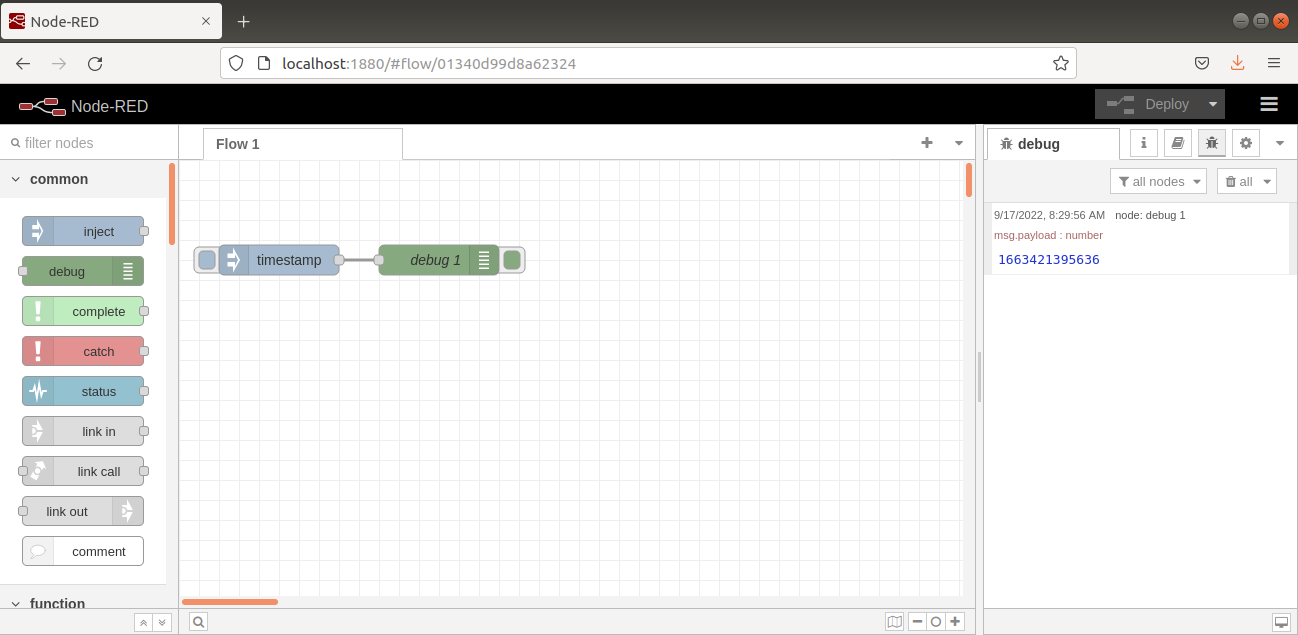 Node-RED
localhost:1880/#flow/01340d99d8a62324
Node-RED
Deploy
filter nodes
Flow 1
debug
common
all nodes
all
inject
debug
complete
catch
status
link in
link call
link out
comment
function
timestamp
debug 1
9/17/2022, 8:29:56 AM node: debug 1
msg.payload : number
1663421395636